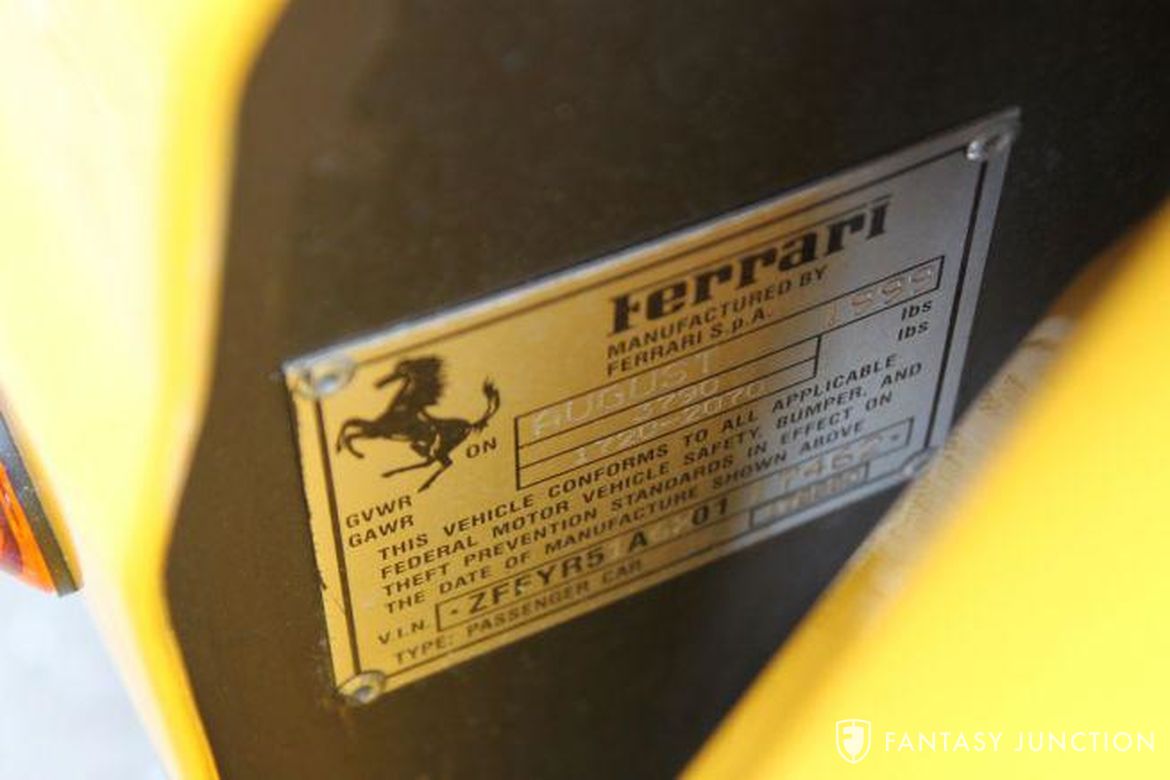 Ferrari
MANUFACTURED BY
FERRARI S.p.A.
ON AUGUST 1999
GVWR 3790 lbs
GAWR 1720-2070 lbs
THIS VEHICLE CONFORMS TO ALL APPLICABLE
FEDERAL MOTOR VEHICLE SAFETY, BUMPER, AND
THEFT PREVENTION STANDARDS IN EFFECT ON
THE DATE OF MANUFACTURE SHOWN ABOVE
V.I.N. ZFFYR51A 01
TYPE: PASSENGER CAR
FANTASY JUNCTION